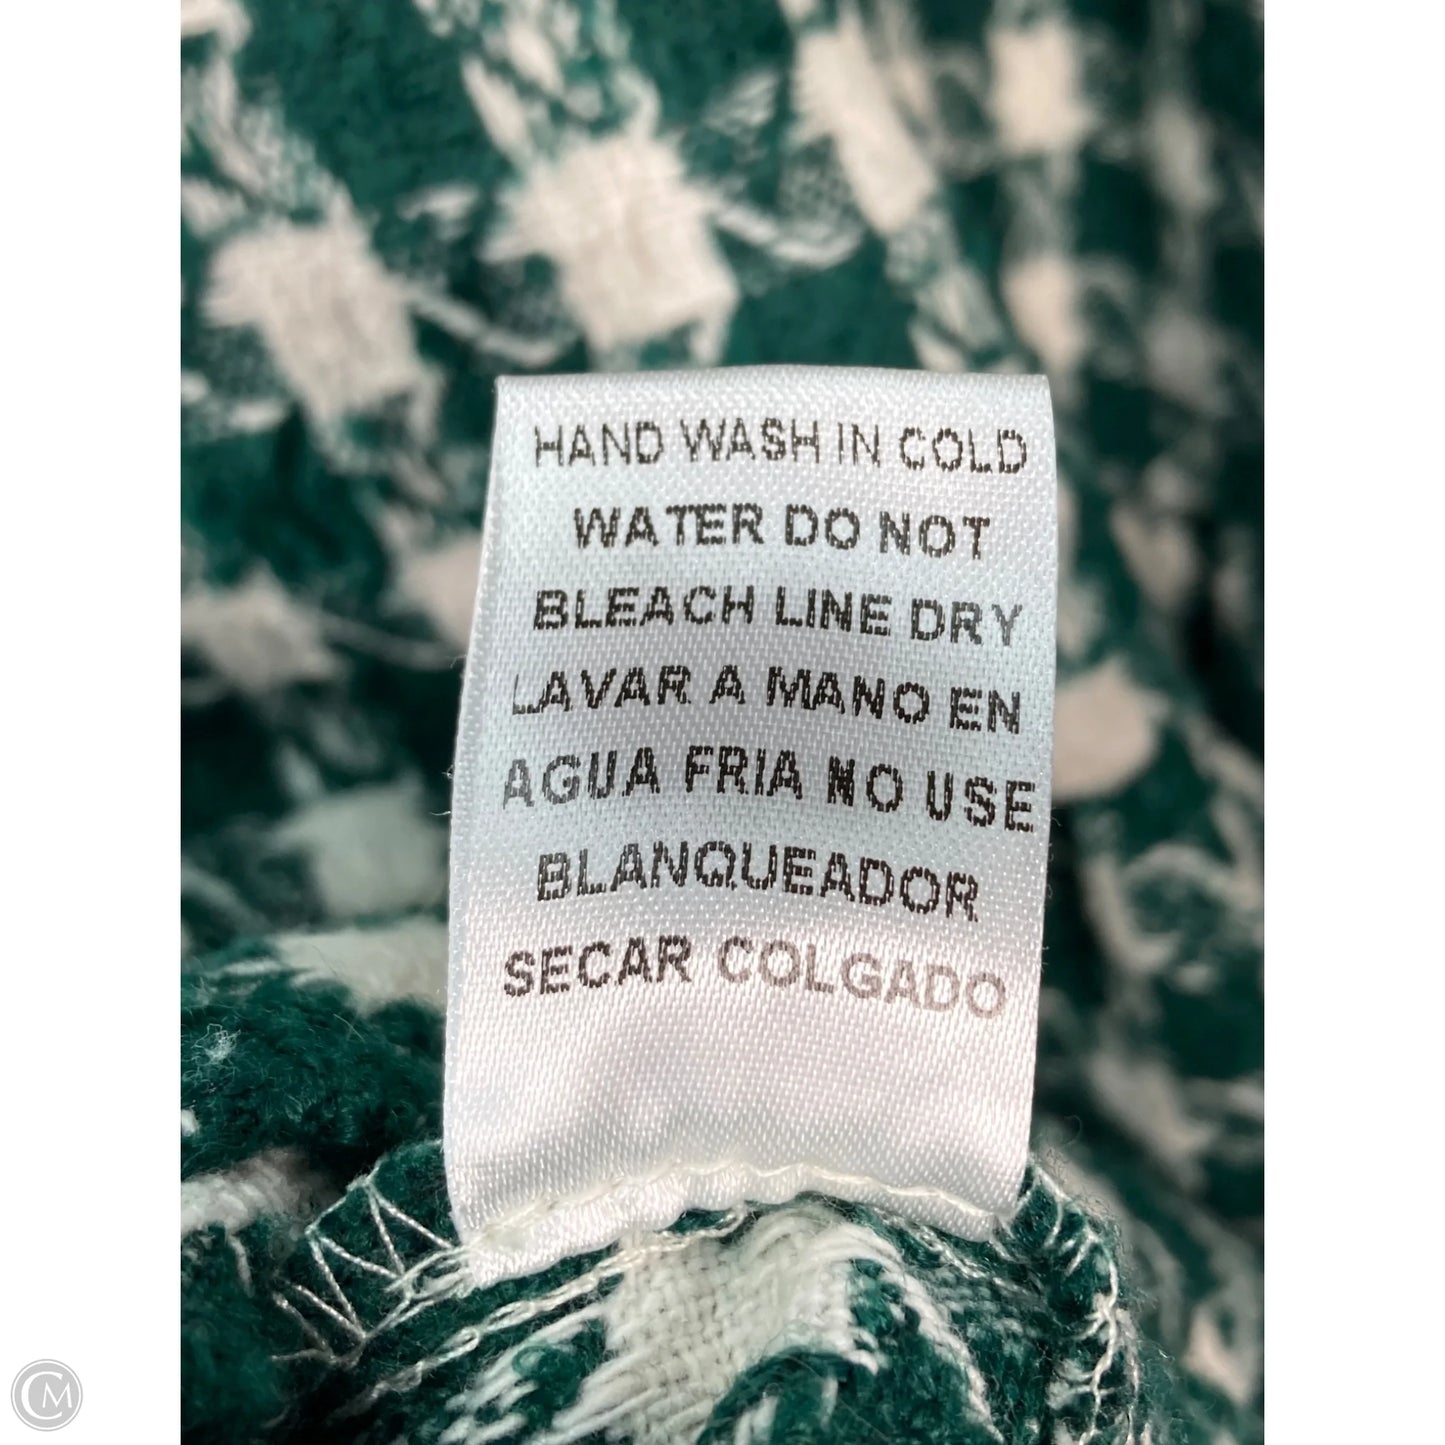 HAND WASH IN COLD
WATER DO NOT
BLEACH LINE DRY
LAVAR A MANO EN
AGUA FRIA NO USE
BLANQUEADOR
SECAR COLGADO
CM